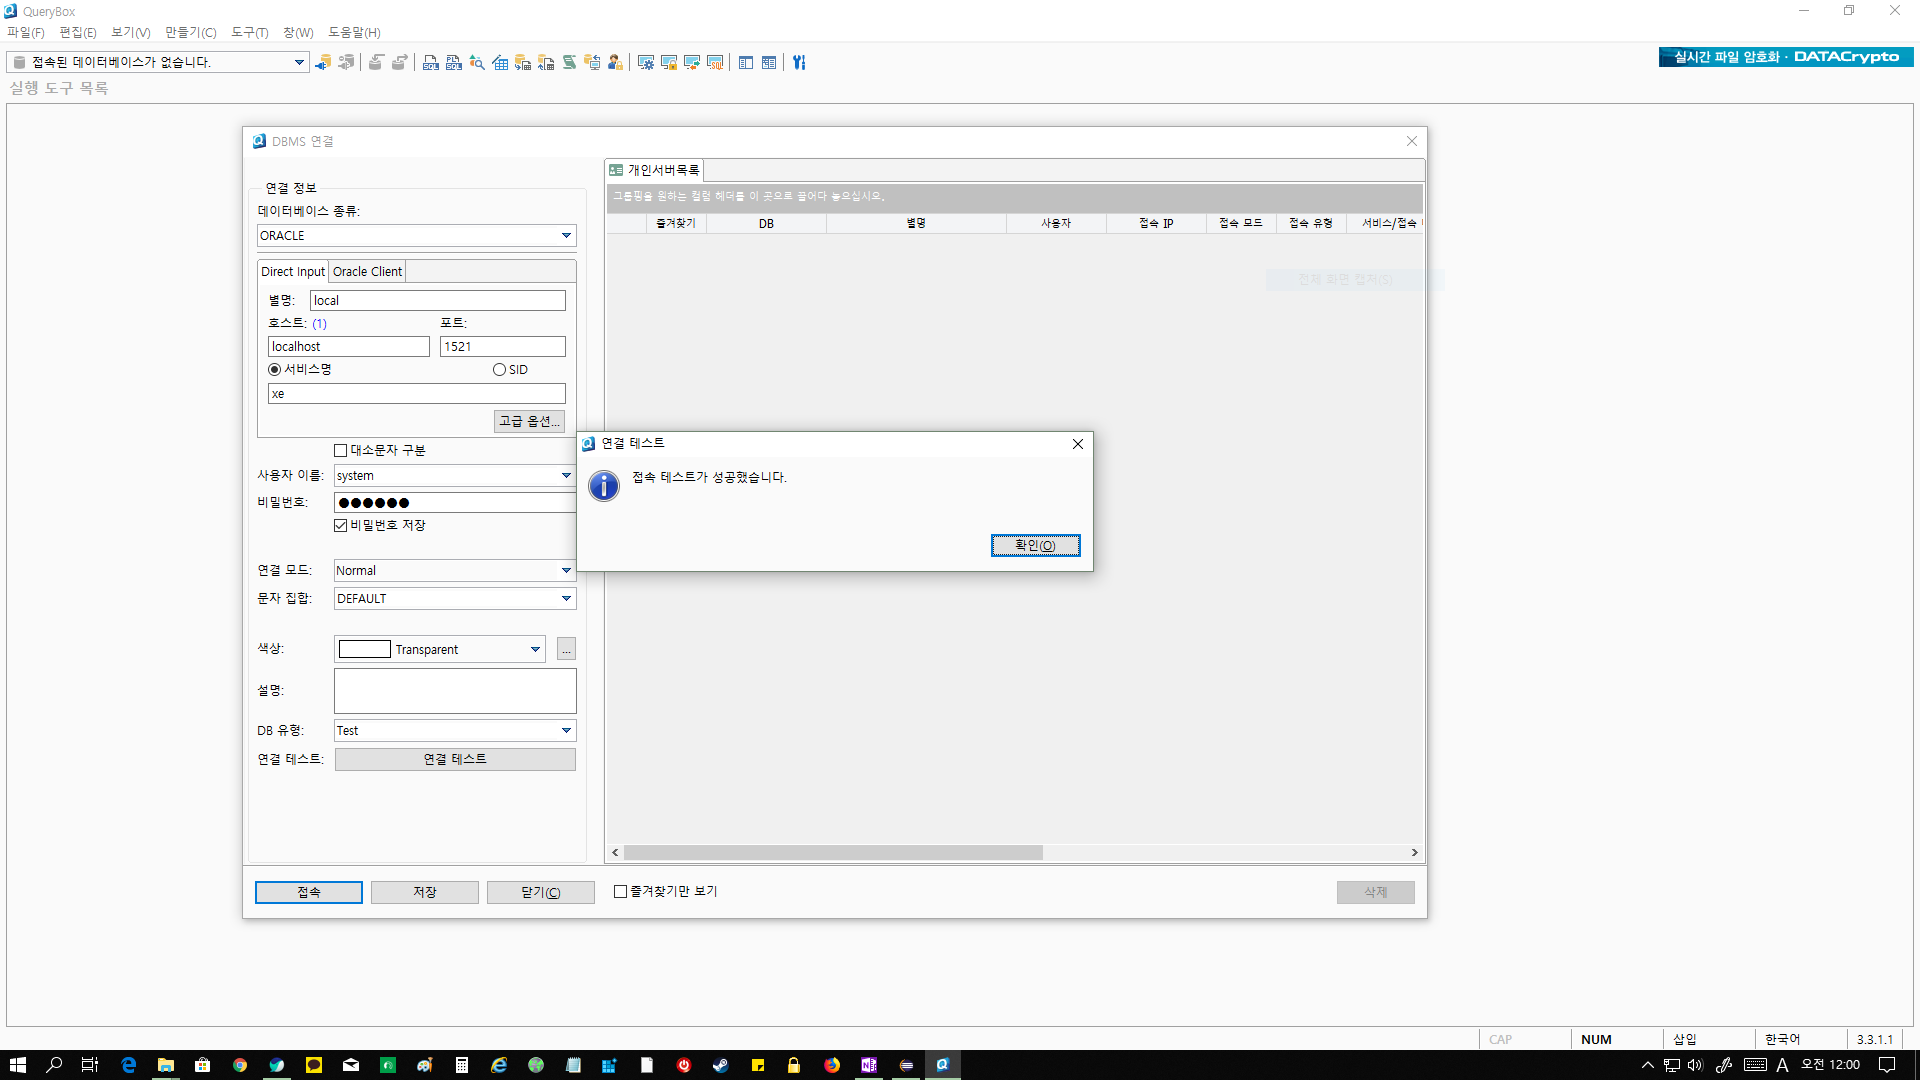 QueryBox
파일(F) 편집(E) 보기(V) 만들기(C) 도구(T) 창(W) 도움말(H)
접속된 데이터베이스가 없습니다.
실시간 파일 암호화 · DATACrypto
실행 도구 목록
DBMS 연결
연결 정보
데이터베이스 종류:
ORACLE
Direct Input
Oracle Client
별명:
local
호스트: (1)
포트:
localhost
1521
서비스명
SID
xe
고급 옵션...
대소문자 구분
사용자 이름:
system
비밀번호:
비밀번호 저장
연결 모드:
Normal
문자 집합:
DEFAULT
색상:
Transparent
...
설명:
DB 유형:
Test
연결 테스트:
연결 테스트
개인서버목록
그룹핑을 원하는 컬럼 헤더를 이 곳으로 끌어다 놓으십시오.
즐겨찾기 DB 별명 사용자 접속 IP 접속 모드 접속 유형 서비스/접속
전체 화면 캡처(S)
연결 테스트
접속 테스트가 성공했습니다.
확인(O)
접속
저장
닫기(C)
즐겨찾기만 보기
삭제
CAP NUM 삽입 한국어 3.3.1.1
A 오전 12:00